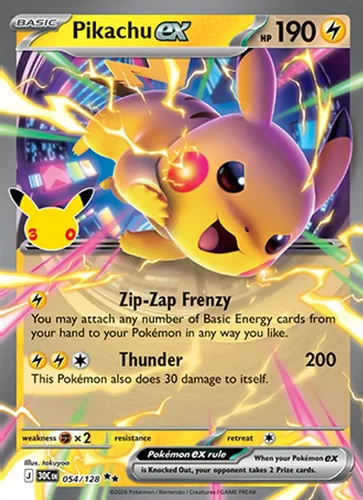 BASIC Pikachu ex HP 190
30
Zip-Zap Frenzy
You may attach any number of Basic Energy cards from
your hand to your Pokémon in any way you like.
Thunder 200
This Pokémon also does 30 damage to itself.
weakness ×2 resistance retreat
Illus. tokuyoo
Pokémon ex rule When your Pokémon ex
is Knocked Out, your opponent takes 2 Prize cards.
J 30C EN 054/128
©2026 Pokémon / Nintendo / Creatures / GAME FREAK